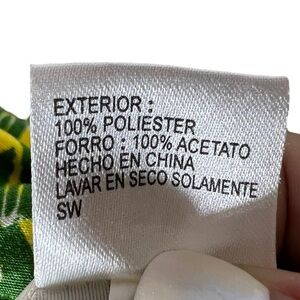 EXTERIOR :
100% POLIESTER
FORRO : 100% ACETATO
HECHO EN CHINA
LAVAR EN SECO SOLAMENTE
SW